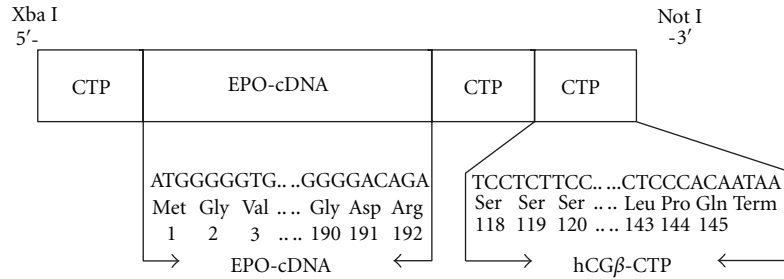 Xba I
Not I
5′-
-3′
CTP
EPO-cDNA
CTP
CTP
ATGGGGGTG.. ..GGGGACAGA
TCCTCTTCC.. ...CTCCCACAATAA
Met Gly Val .. .. Gly Asp Arg
Ser Ser Ser .. .. Leu Pro Gln Term
1 2 3 .. .. 190 191 192
118 119 120 .. .. 143 144 145
EPO-cDNA
hCGβ-CTP